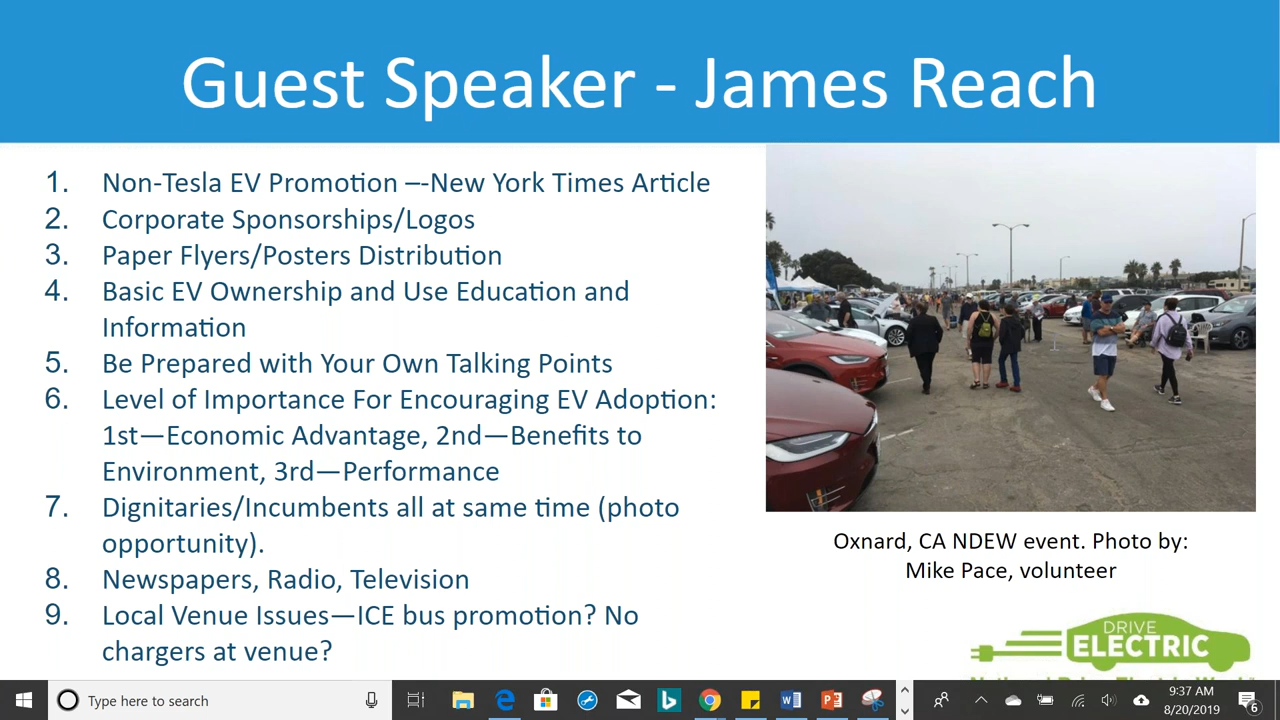 Guest Speaker - James Reach
1. Non-Tesla EV Promotion –-New York Times Article
2. Corporate Sponsorships/Logos
3. Paper Flyers/Posters Distribution
4. Basic EV Ownership and Use Education and
Information
5. Be Prepared with Your Own Talking Points
6. Level of Importance For Encouraging EV Adoption:
1st—Economic Advantage, 2nd—Benefits to
Environment, 3rd—Performance
7. Dignitaries/Incumbents all at same time (photo
opportunity).
8. Newspapers, Radio, Television
9. Local Venue Issues—ICE bus promotion? No
chargers at venue?
Oxnard, CA NDEW event. Photo by:
Mike Pace, volunteer
DRIVE
ELECTRIC
National Drive Electric Week
Type here to search
9:37 AM
8/20/2019
6